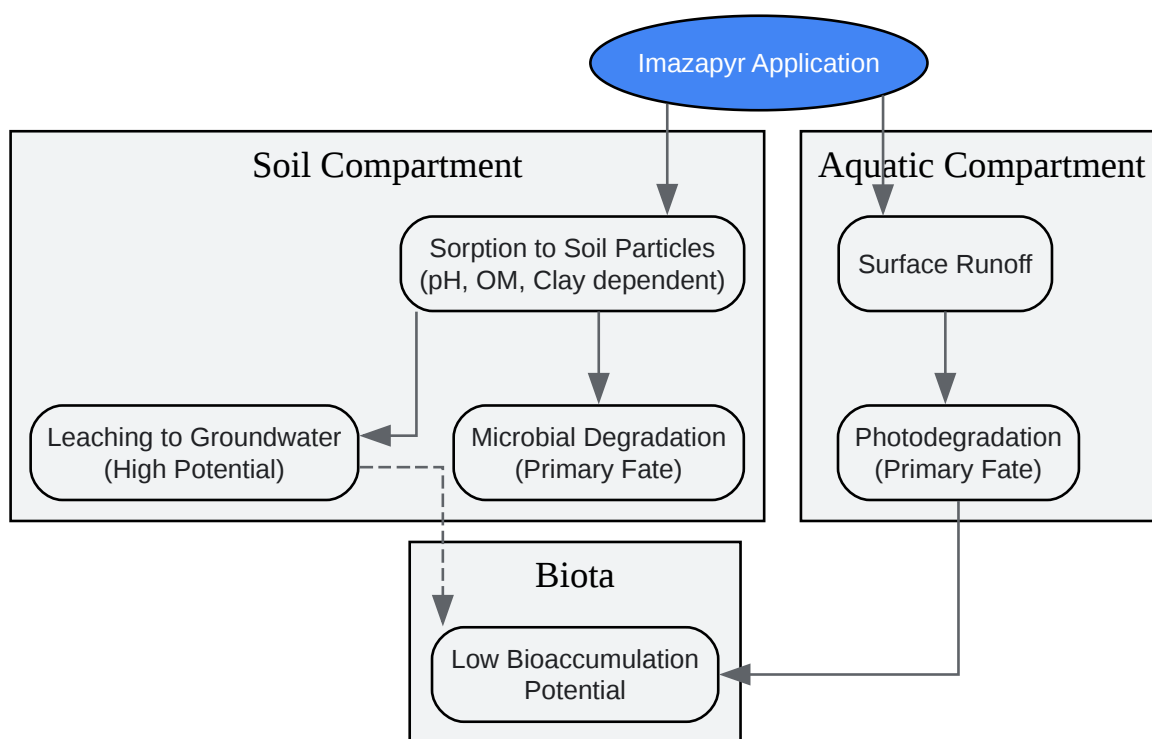 Imazapyr Application
Soil Compartment
Aquatic Compartment
Sorption to Soil Particles
(pH, OM, Clay dependent)
Surface Runoff
Leaching to Groundwater
(High Potential)
Microbial Degradation
(Primary Fate)
Photodegradation
(Primary Fate)
Biota
Low Bioaccumulation
Potential